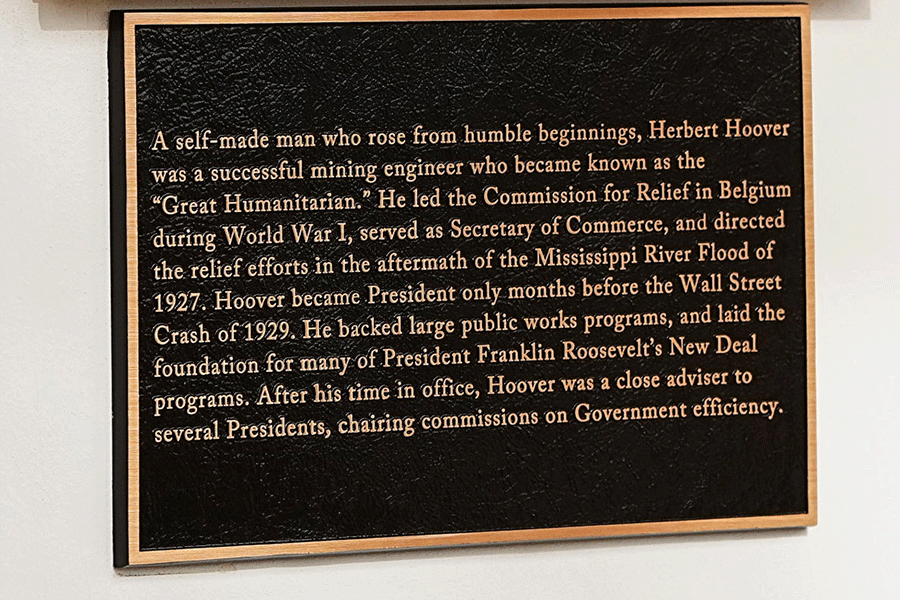 A self-made man who rose from humble beginnings, Herbert Hoover
was a successful mining engineer who became known as the
“Great Humanitarian.” He led the Commission for Relief in Belgium
during World War I, served as Secretary of Commerce, and directed
the relief efforts in the aftermath of the Mississippi River Flood of
1927. Hoover became President only months before the Wall Street
Crash of 1929. He backed large public works programs, and laid the
foundation for many of President Franklin Roosevelt’s New Deal
programs. After his time in office, Hoover was a close adviser to
several Presidents, chairing commissions on Government efficiency.